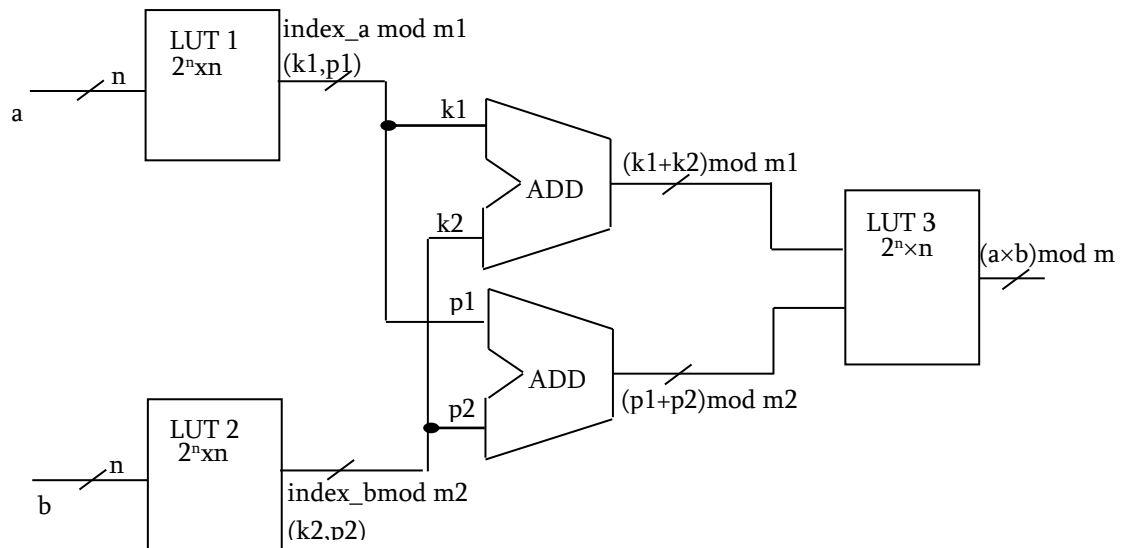 LUT 1
2ⁿxn
index_a mod m1
(k1,p1)
n
a
k1
ADD
k2
(k1+k2)mod m1
LUT 3
2ⁿ×n
(a×b)mod m
p1
ADD
p2
(p1+p2)mod m2
LUT 2
2ⁿxn
n
b
index_bmod m2
(k2,p2)